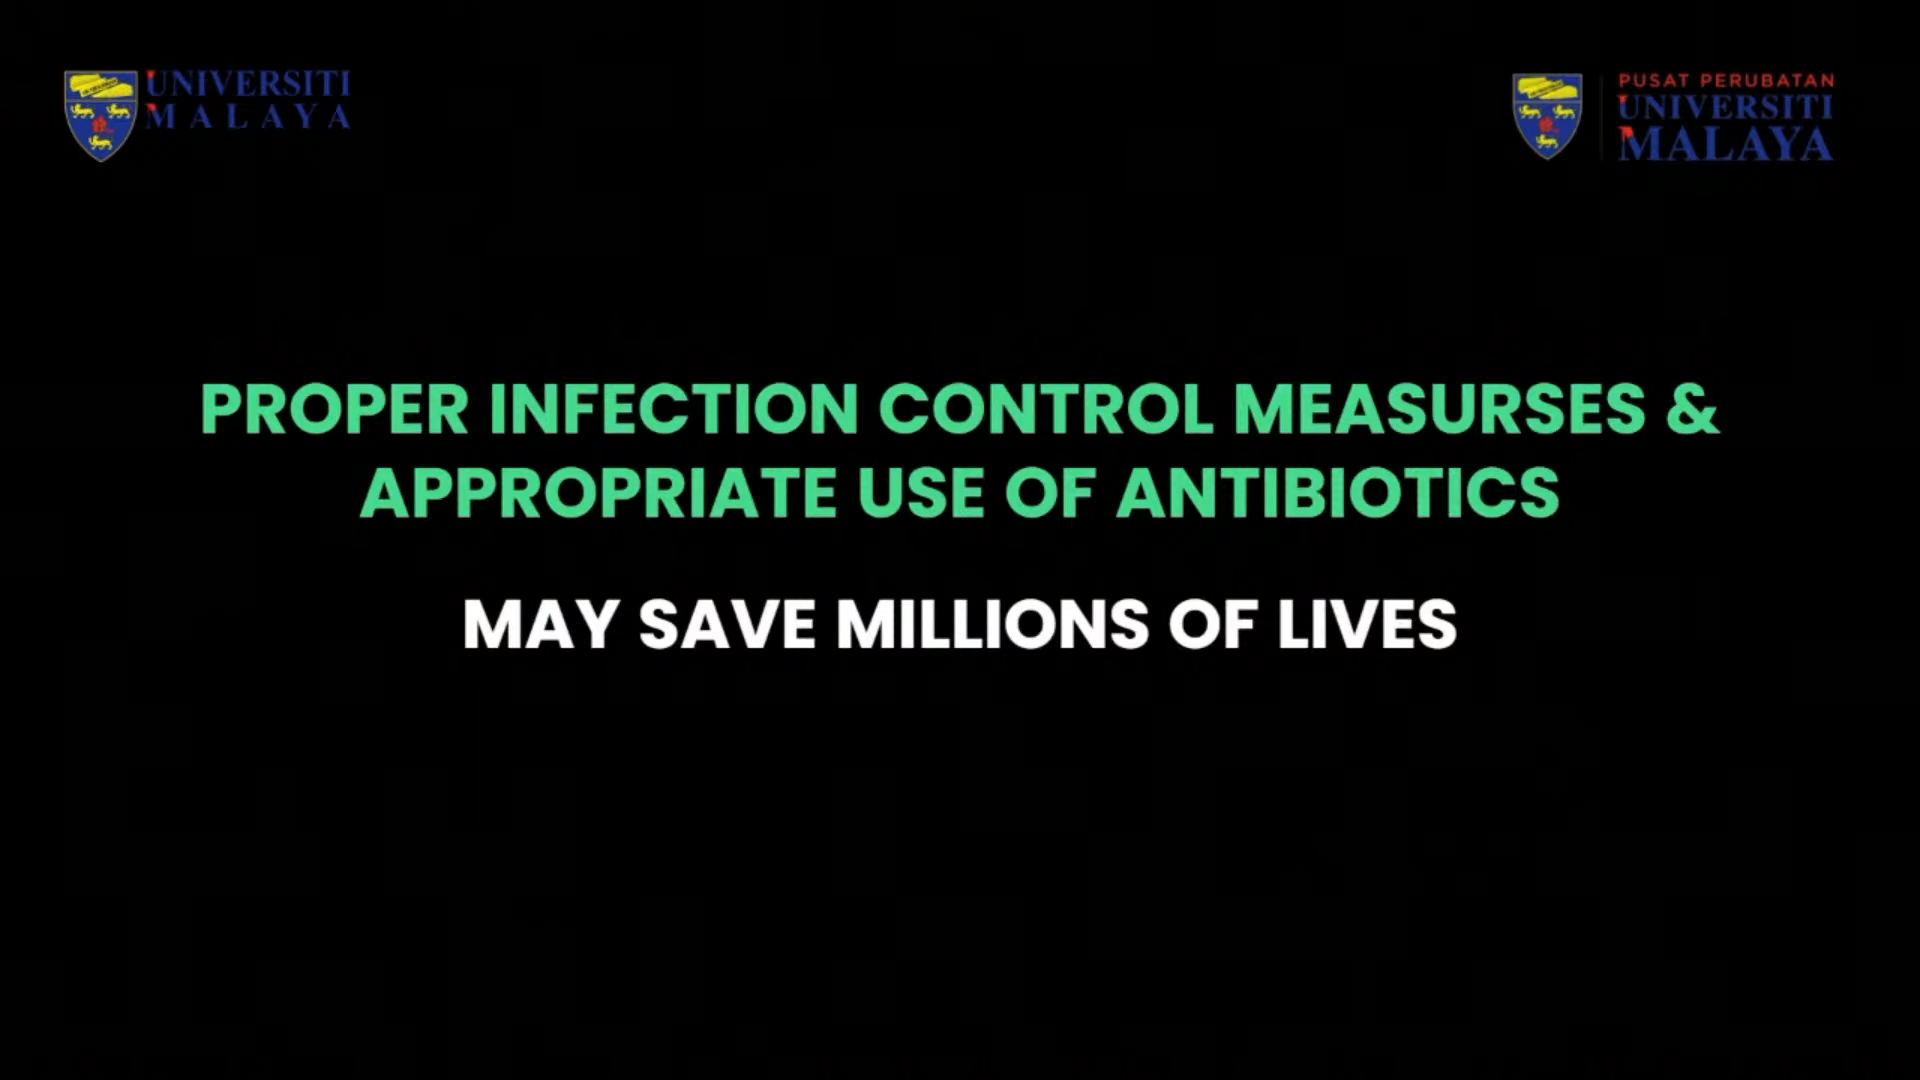 UNIVERSITI
MALAYA
PUSAT PERUBATAN
UNIVERSITI
MALAYA
PROPER INFECTION CONTROL MEASURSES &
APPROPRIATE USE OF ANTIBIOTICS
MAY SAVE MILLIONS OF LIVES